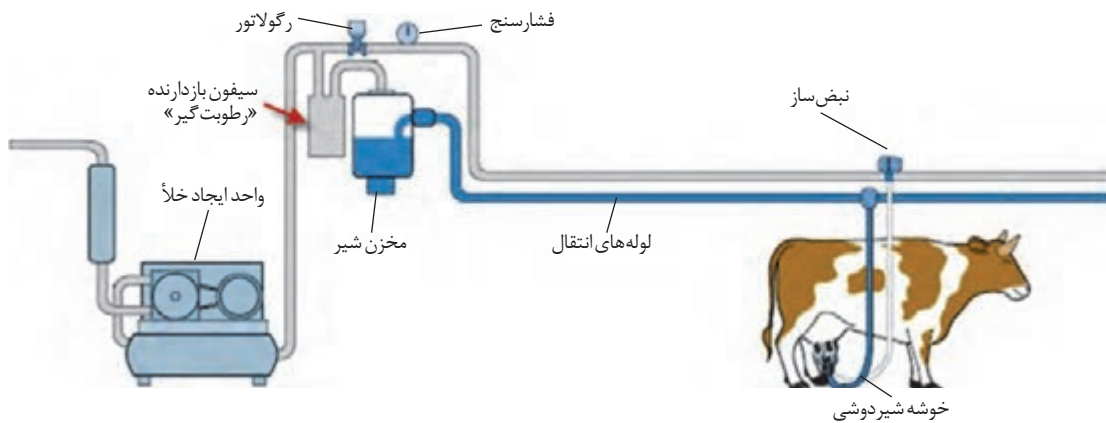 فشارسنج
رگولاتور
سیفون بازدارنده
«رطوبت‌گیر»
نبض‌ساز
واحد ایجاد خلأ
مخزن شیر
لوله‌های انتقال
خوشه شیردوشی